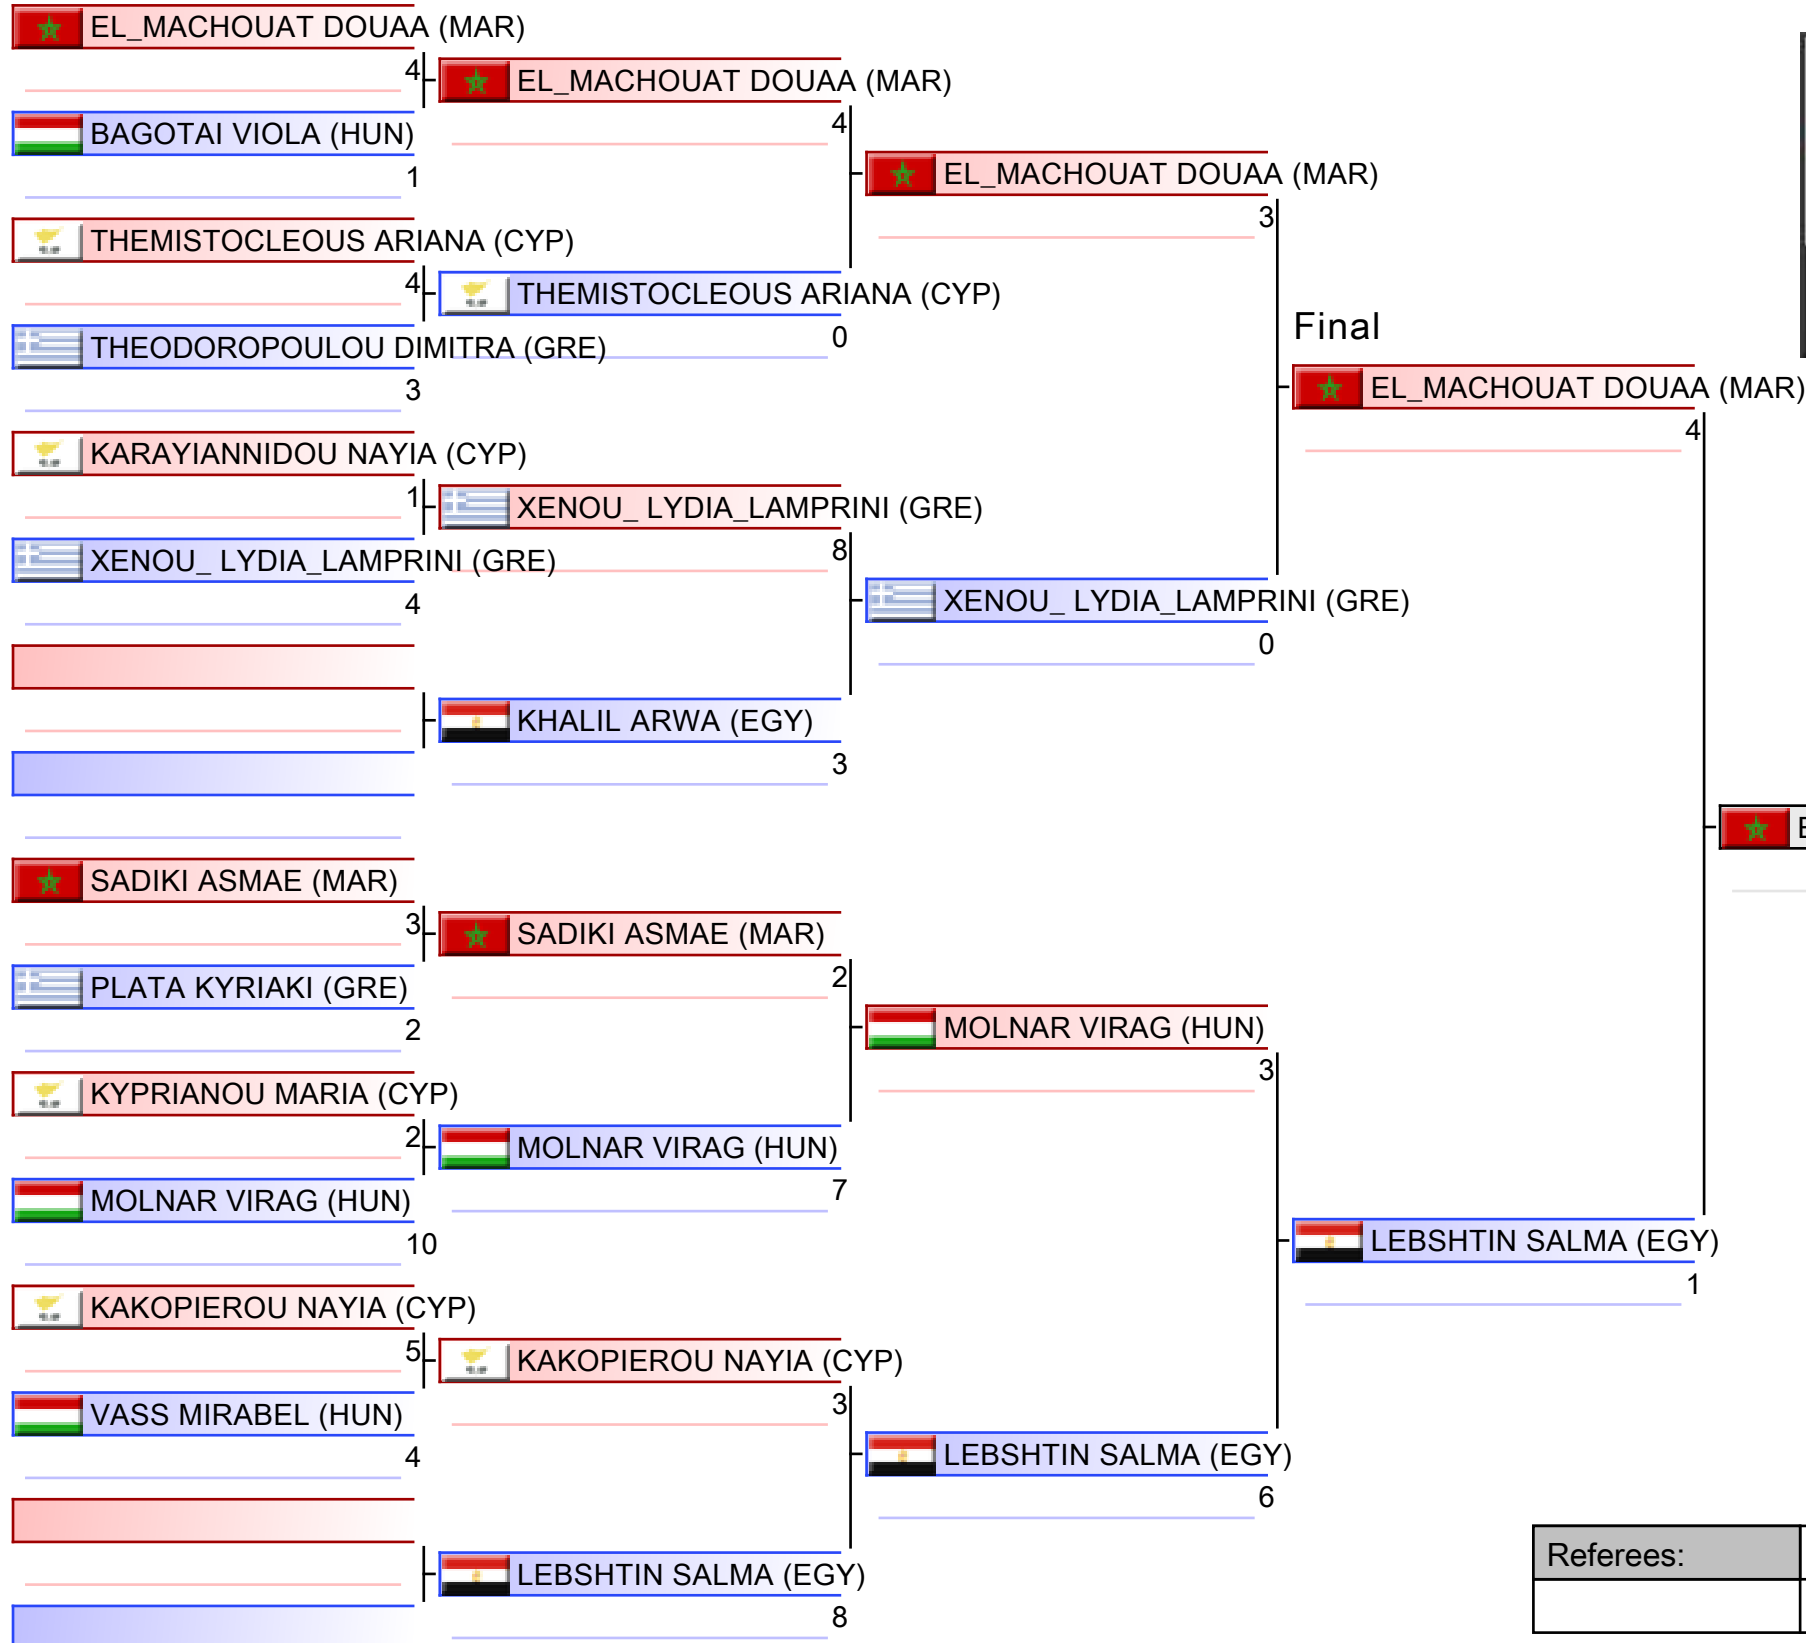 EL_MACHOUAT DOUAA (MAR)
4
EL_MACHOUAT DOUAA (MAR)
BAGOTAI VIOLA (HUN)
4
1
EL_MACHOUAT DOUAA (MAR)
3
THEMISTOCLEOUS ARIANA (CYP)
4
THEMISTOCLEOUS ARIANA (CYP)
THEODOROPOULOU DIMITRA (GRE)
0
3
Final
EL_MACHOUAT DOUAA (MAR)
4
KARAYIANNIDOU NAYIA (CYP)
1
XENOU_ LYDIA_LAMPRINI (GRE)
XENOU_ LYDIA_LAMPRINI (GRE)
8
4
XENOU_ LYDIA_LAMPRINI (GRE)
0
KHALIL ARWA (EGY)
3
SADIKI ASMAE (MAR)
3
SADIKI ASMAE (MAR)
PLATA KYRIAKI (GRE)
2
2
MOLNAR VIRAG (HUN)
3
KYPRIANOU MARIA (CYP)
2
MOLNAR VIRAG (HUN)
MOLNAR VIRAG (HUN)
7
10
LEBSHTIN SALMA (EGY)
1
KAKOPIEROU NAYIA (CYP)
5
KAKOPIEROU NAYIA (CYP)
VASS MIRABEL (HUN)
3
4
LEBSHTIN SALMA (EGY)
6
LEBSHTIN SALMA (EGY)
8
Referees: